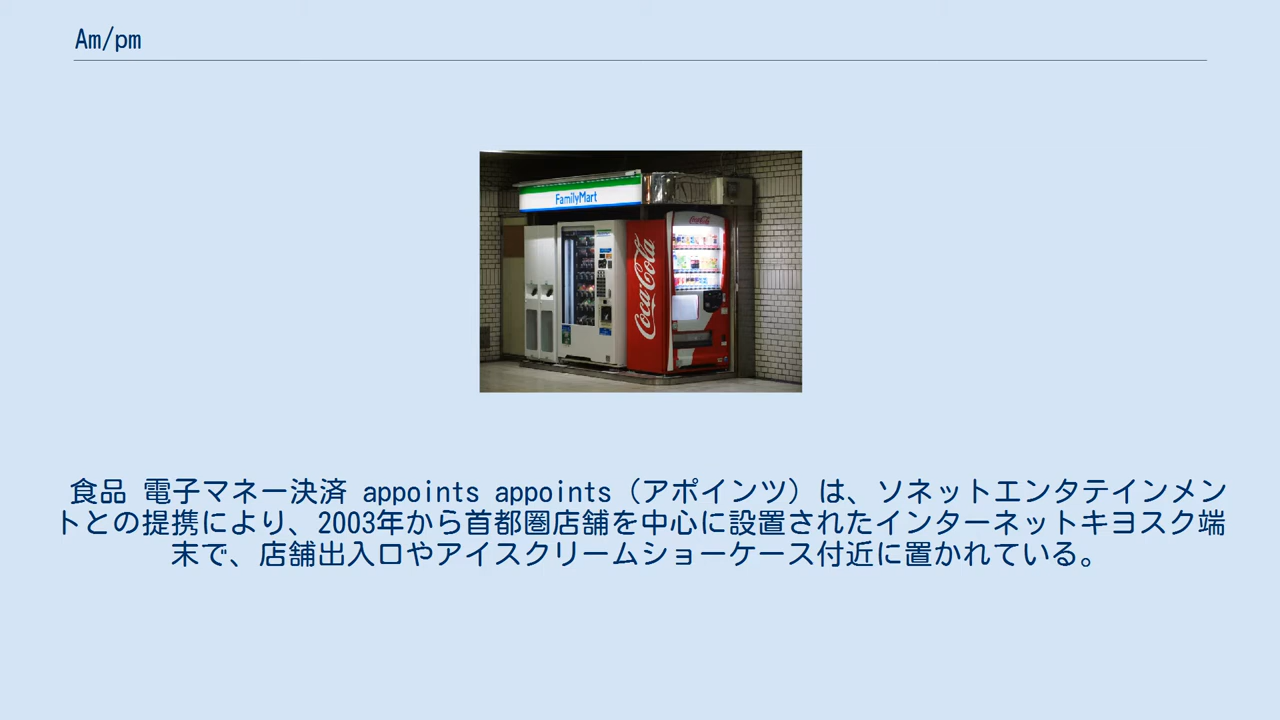 Am/pm
FamilyMart
Coca-Cola
Coca-Cola
食品 電子マネー決済 appoints appoints（アポインツ）は、ソネットエンタテインメン
トとの提携により、2003年から首都圏店舗を中心に設置されたインターネットキヨスク端
末で、店舗出入口やアイスクリームショーケース付近に置かれている。